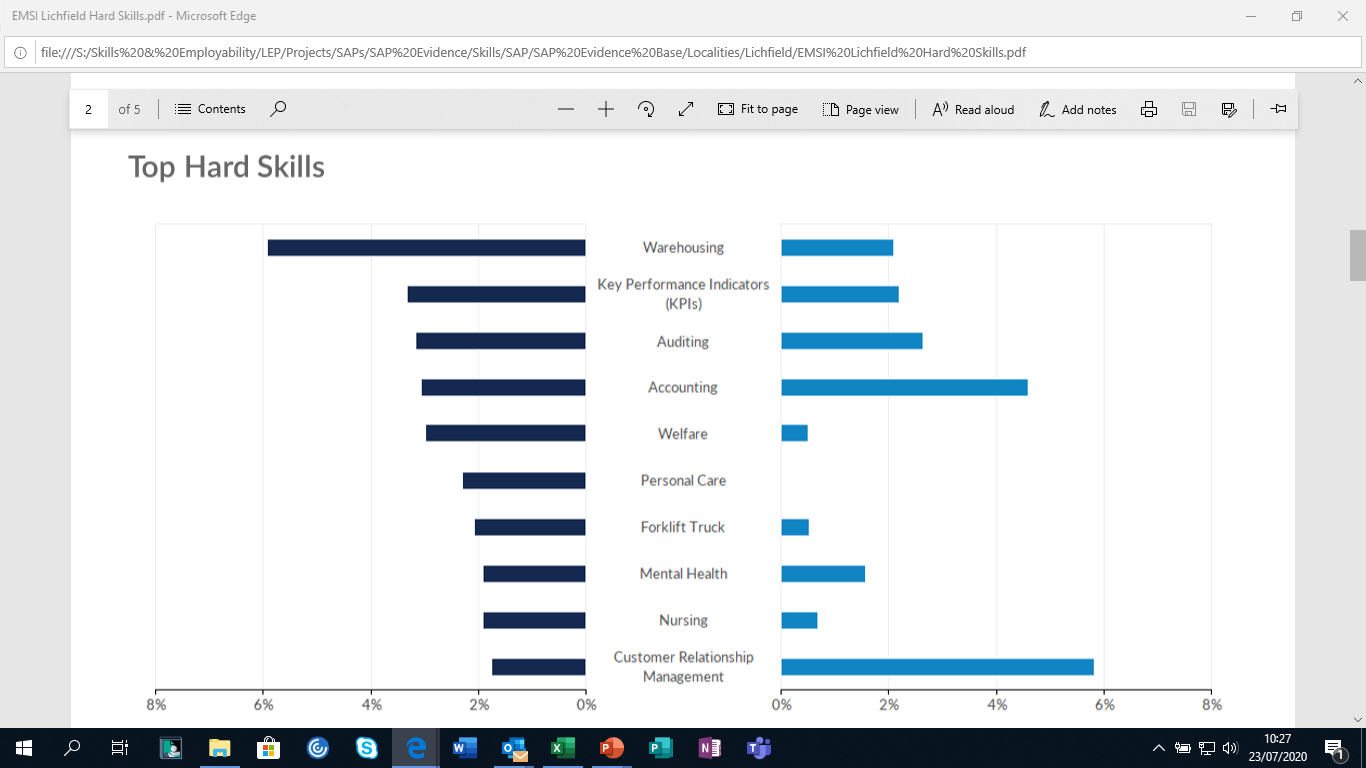 EMSI Lichfield Hard Skills.pdf - Microsoft Edge
file:///S:/Skills%20&%20Employability/LEP/Projects/SAPs/SAP%20Evidence/Skills/SAP/SAP%20Evidence%20Base/Localities/Lichfield/EMSI%20Lichfield%20Hard%20Skills.pdf
2 of 5 Contents Fit to page Page view Read aloud Add notes
Top Hard Skills
Warehousing
Key Performance Indicators
(KPIs)
Auditing
Accounting
Welfare
Personal Care
Forklift Truck
Mental Health
Nursing
Customer Relationship
Management
8% 6% 4% 2% 0% 0% 2% 4% 6% 8%
10:27
23/07/2020
1